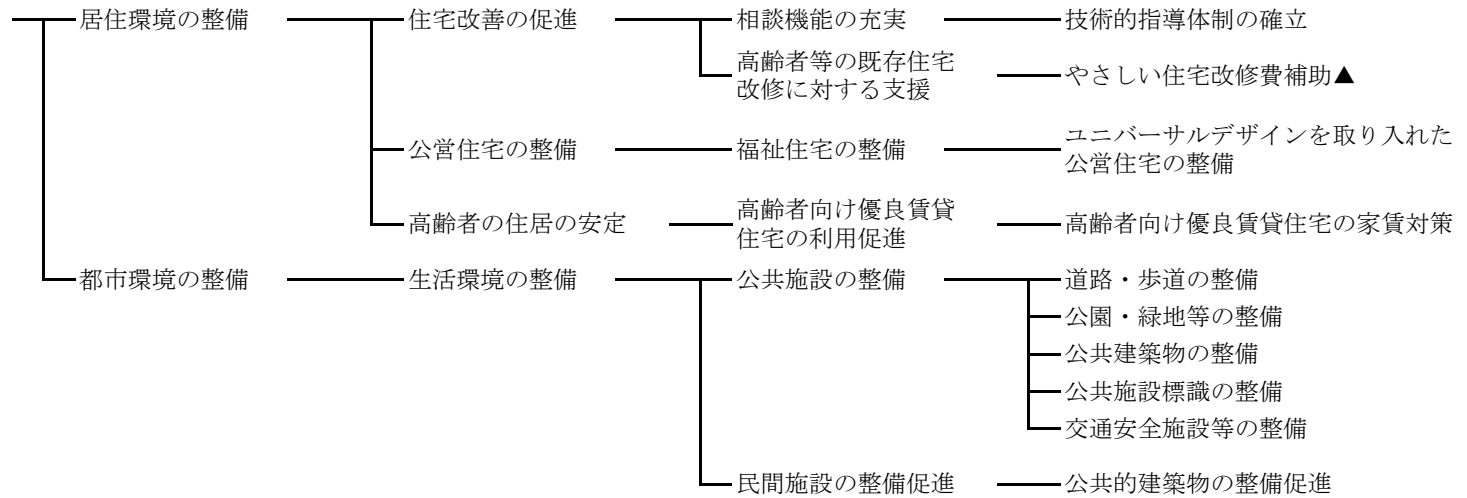 居住環境の整備
住宅改善の促進
相談機能の充実
技術的指導体制の確立
高齢者等の既存住宅
改修に対する支援
やさしい住宅改修費補助▲
公営住宅の整備
福祉住宅の整備
ユニバーサルデザインを取り入れた
公営住宅の整備
高齢者の住居の安定
高齢者向け優良賃貸
住宅の利用促進
高齢者向け優良賃貸住宅の家賃対策
都市環境の整備
生活環境の整備
公共施設の整備
道路・歩道の整備
公園・緑地等の整備
公共建築物の整備
公共施設標識の整備
交通安全施設等の整備
民間施設の整備促進
公共的建築物の整備促進